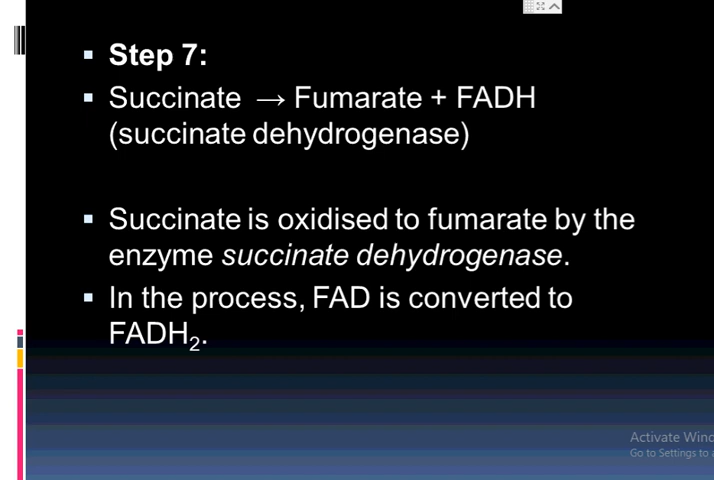 Step 7:
Succinate → Fumarate + FADH
(succinate dehydrogenase)
Succinate is oxidised to fumarate by the
enzyme succinate dehydrogenase.
In the process, FAD is converted to
FADH₂.
Activate Wind
Go to Settings to a